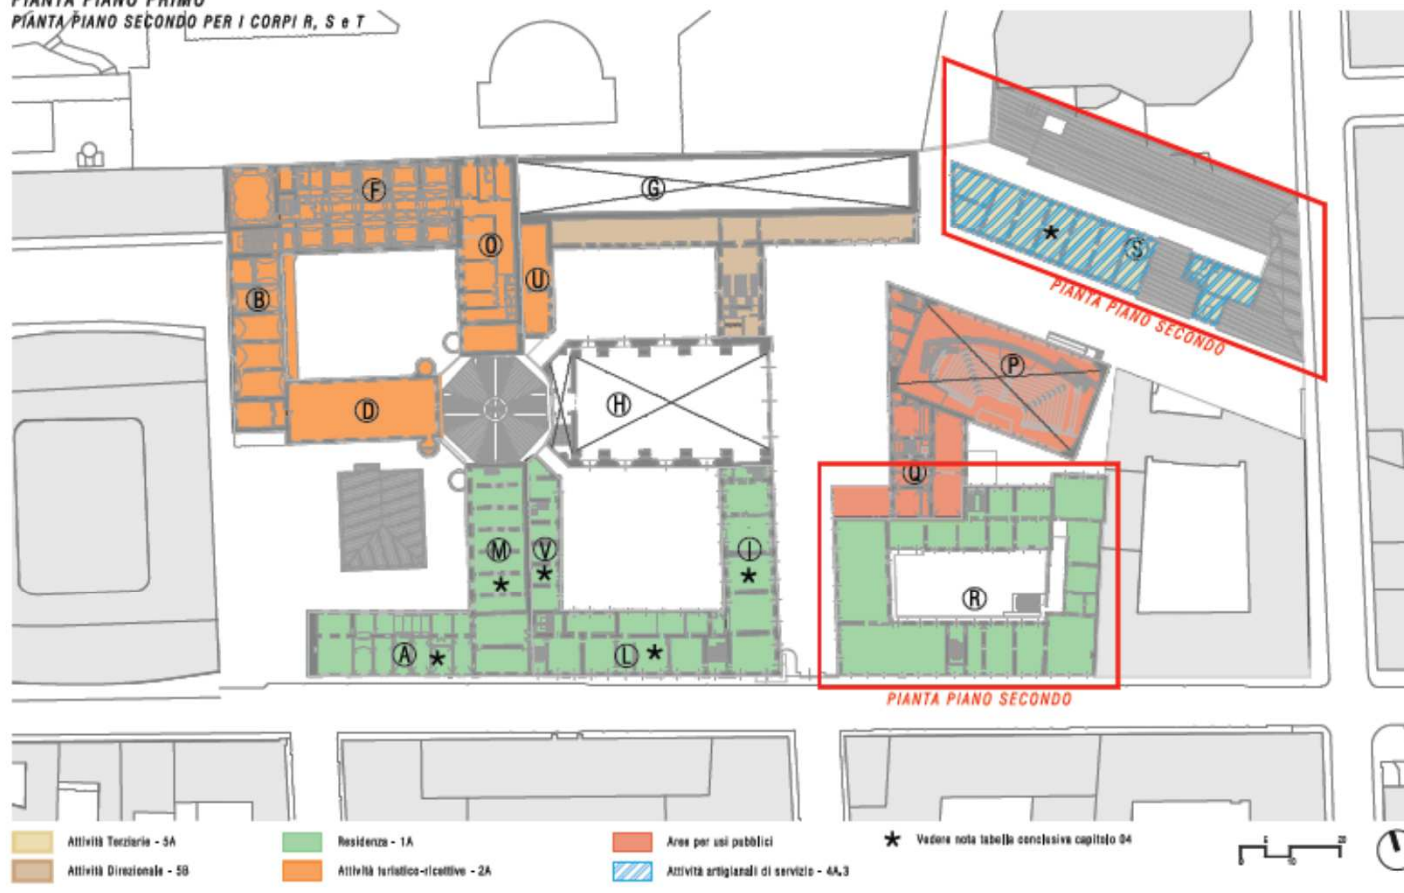 PIANTA PIANO PRIMO
PIANTA PIANO SECONDO PER I CORPI R, S e T
F
G
O
U
B
S
PIANTA PIANO SECONDO
P
D
H
Q
M
V
I
R
A
L
PIANTA PIANO SECONDO
Attività Terziarie - 5A
Residenza - 1A
Aree per usi pubblici
Vedere nota tabella conclusiva capitolo 04
Attività Direzionale - 5B
Attività turistico-ricettive - 2A
Attività artigianali di servizio - 4A.3